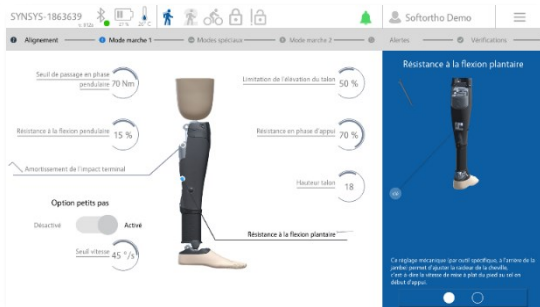 SYNSYS-1863639
Softortho Demo
Alignement
Mode marche 1
Modes spéciaux
Mode marche 2
Alertes
Vérifications
Seuil de passage en phase
pendulaire
70 Nm
Limitation de l'élévation du talon
50 %
Résistance à la flexion pendulaire
15 %
Résistance en phase d'appui
70 %
Amortissement de l'impact terminal
Hauteur talon
18
Option petits pas
Désactivé
Activé
Résistance à la flexion plantaire
Seuil vitesse
45 °/s
Résistance à la flexion plantaire
Ce réglage mécanique (par outil spécifique, à l'arrière de la
jambe) permet d'ajuster la raideur de la cheville,
c'est-à-dire la vitesse de mise à plat du pied au sol en
début d'appui.